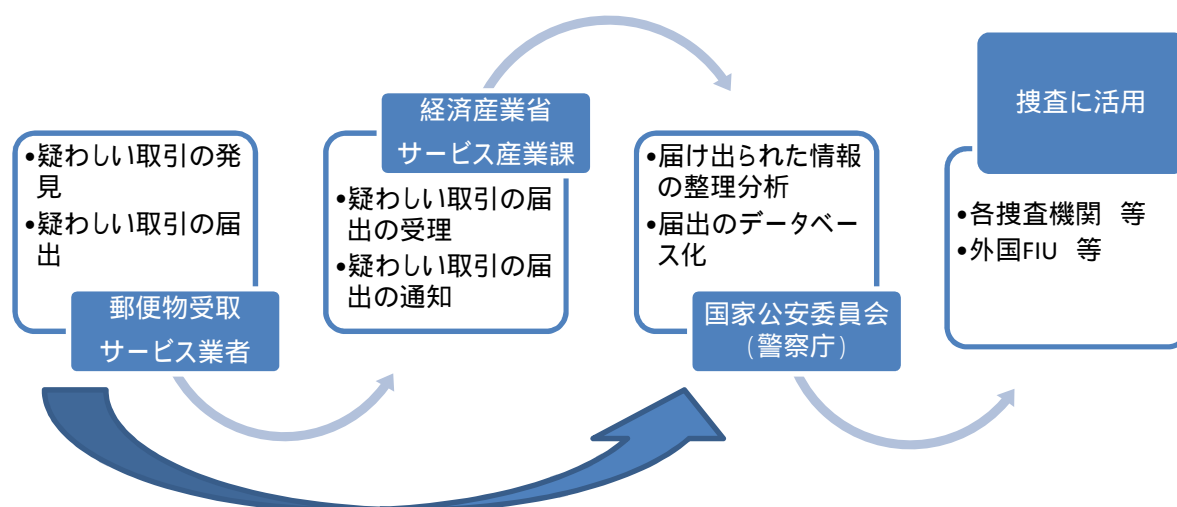 •疑わしい取引の発
見
•疑わしい取引の届
出
郵便物受取
サービス業者
経済産業省
サービス産業課
•疑わしい取引の届
出の受理
•疑わしい取引の届
出の通知
•届け出られた情報
の整理分析
•届出のデータベー
ス化
国家公安委員会
(警察庁)
捜査に活用
•各捜査機関 等
•外国FIU 等